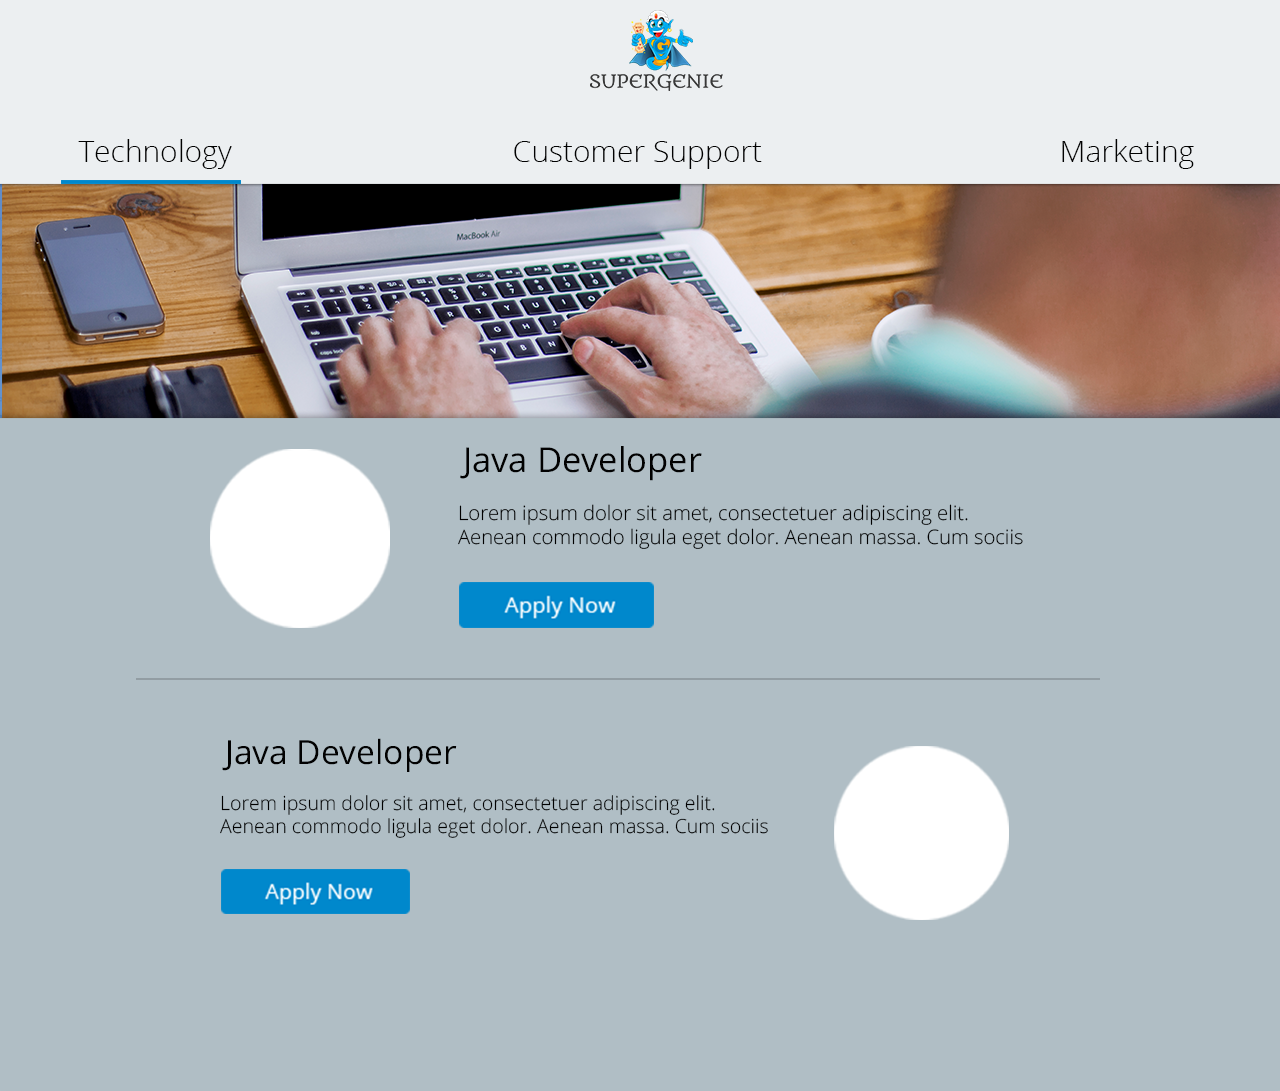 SUPERGENIE
Technology
Customer Support
Marketing
MacBook Air
Java Developer
Lorem ipsum dolor sit amet, consectetuer adipiscing elit.
Aenean commodo ligula eget dolor. Aenean massa. Cum sociis
Apply Now
Java Developer
Lorem ipsum dolor sit amet, consectetuer adipiscing elit.
Aenean commodo ligula eget dolor. Aenean massa. Cum sociis
Apply Now